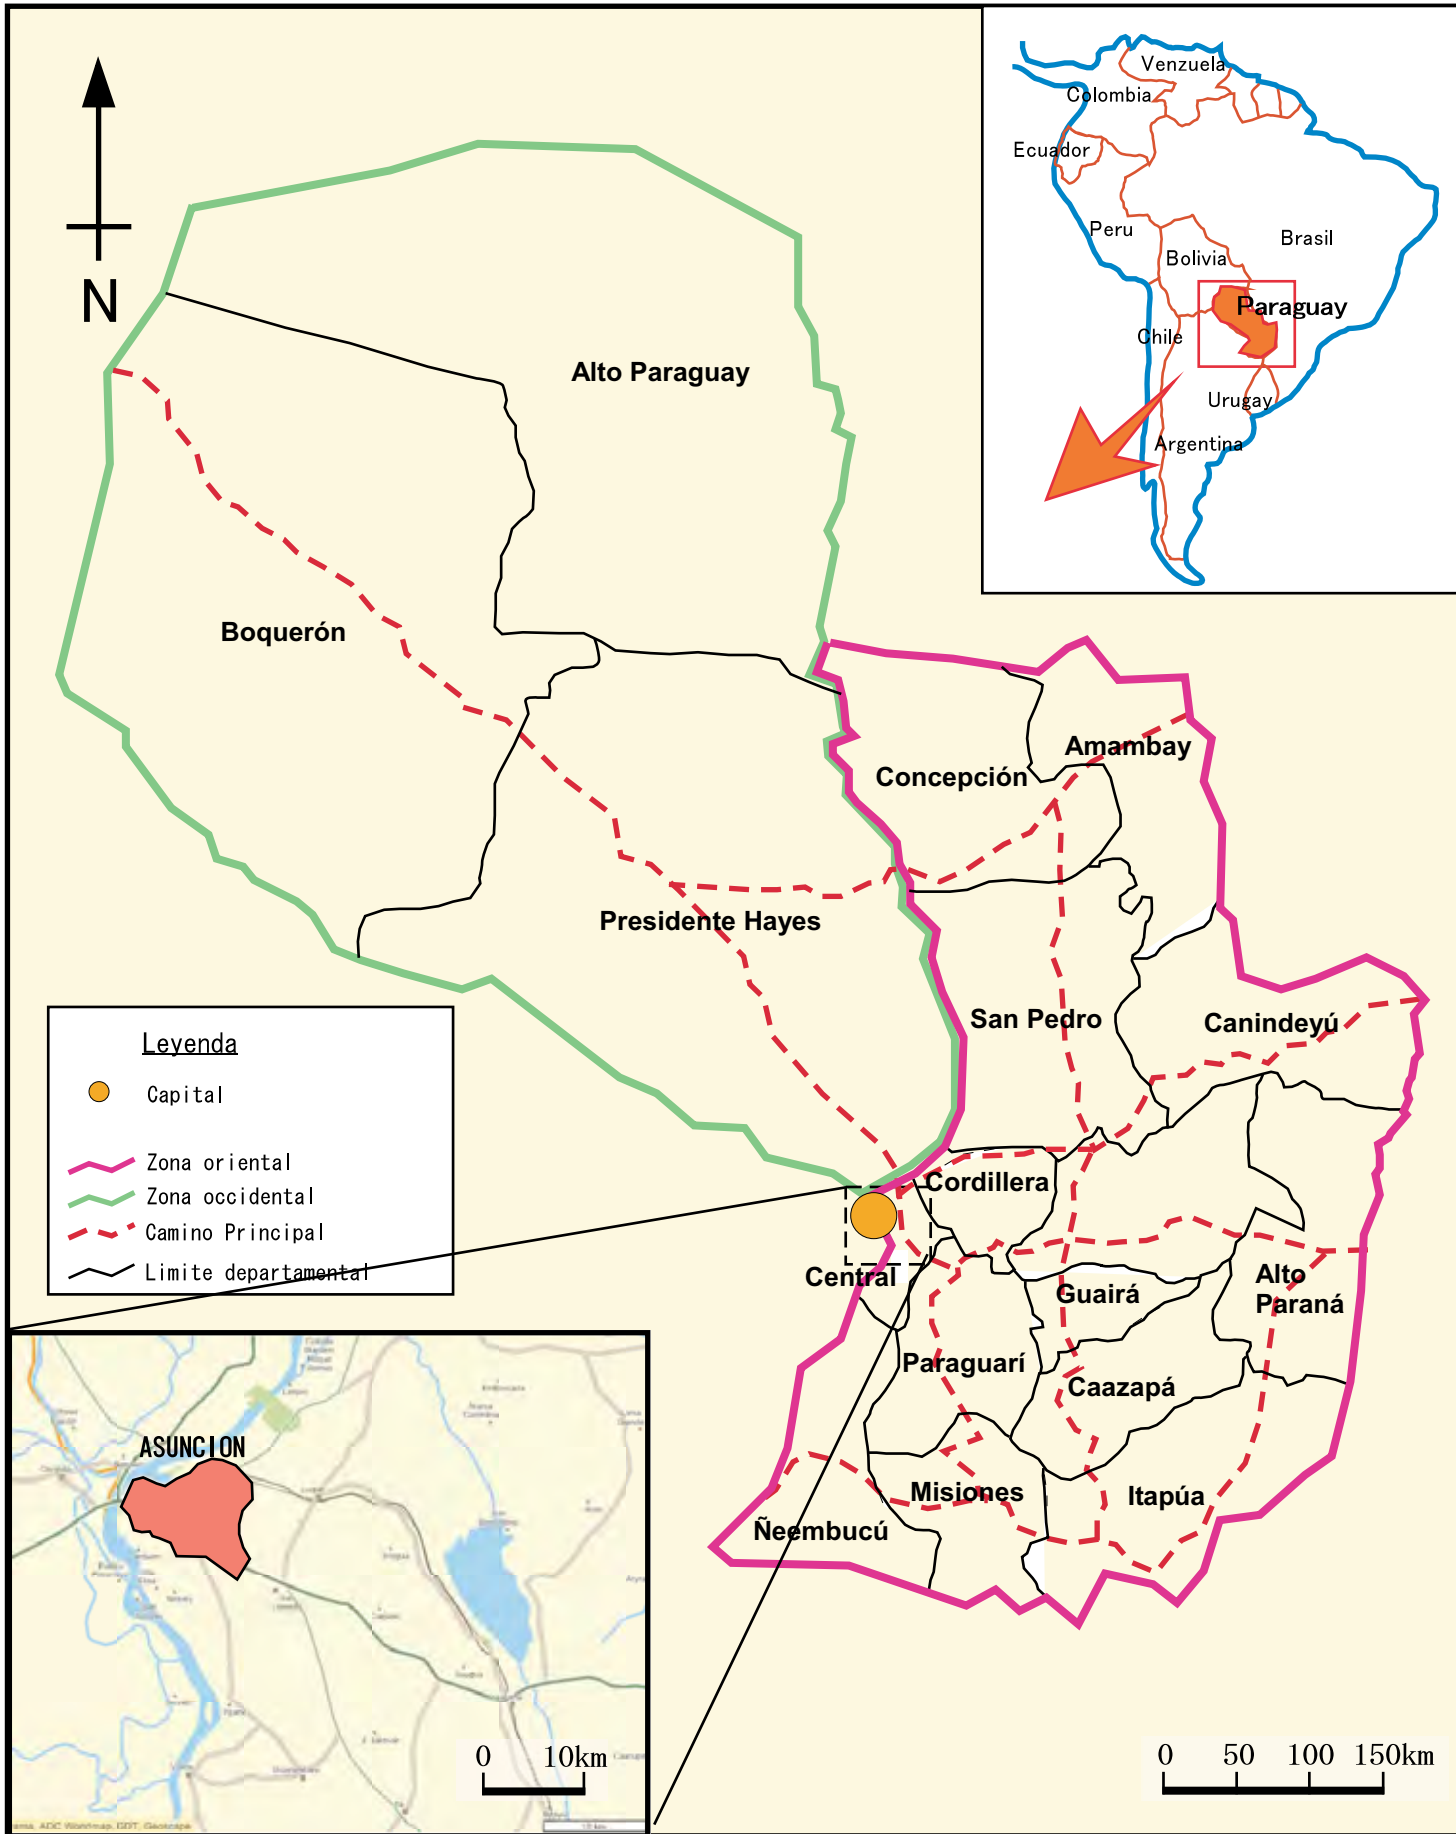 N
Venzuela
Colombia
Ecuador
Peru
Brasil
Bolivia
Paraguay
Chile
Urugay
Argentina
Alto Paraguay
Boquerón
Amambay
Concepción
Presidente Hayes
San Pedro
Canindeyú
Cordillera
Central
Guairá
Alto
Paraná
Paraguarí
Caazapá
Misiones
Itapúa
Ñeembucú
Leyenda
Capital
Zona oriental
Zona occidental
Camino Principal
Limite departamental
ASUNCION
0 10km
0 50 100 150km